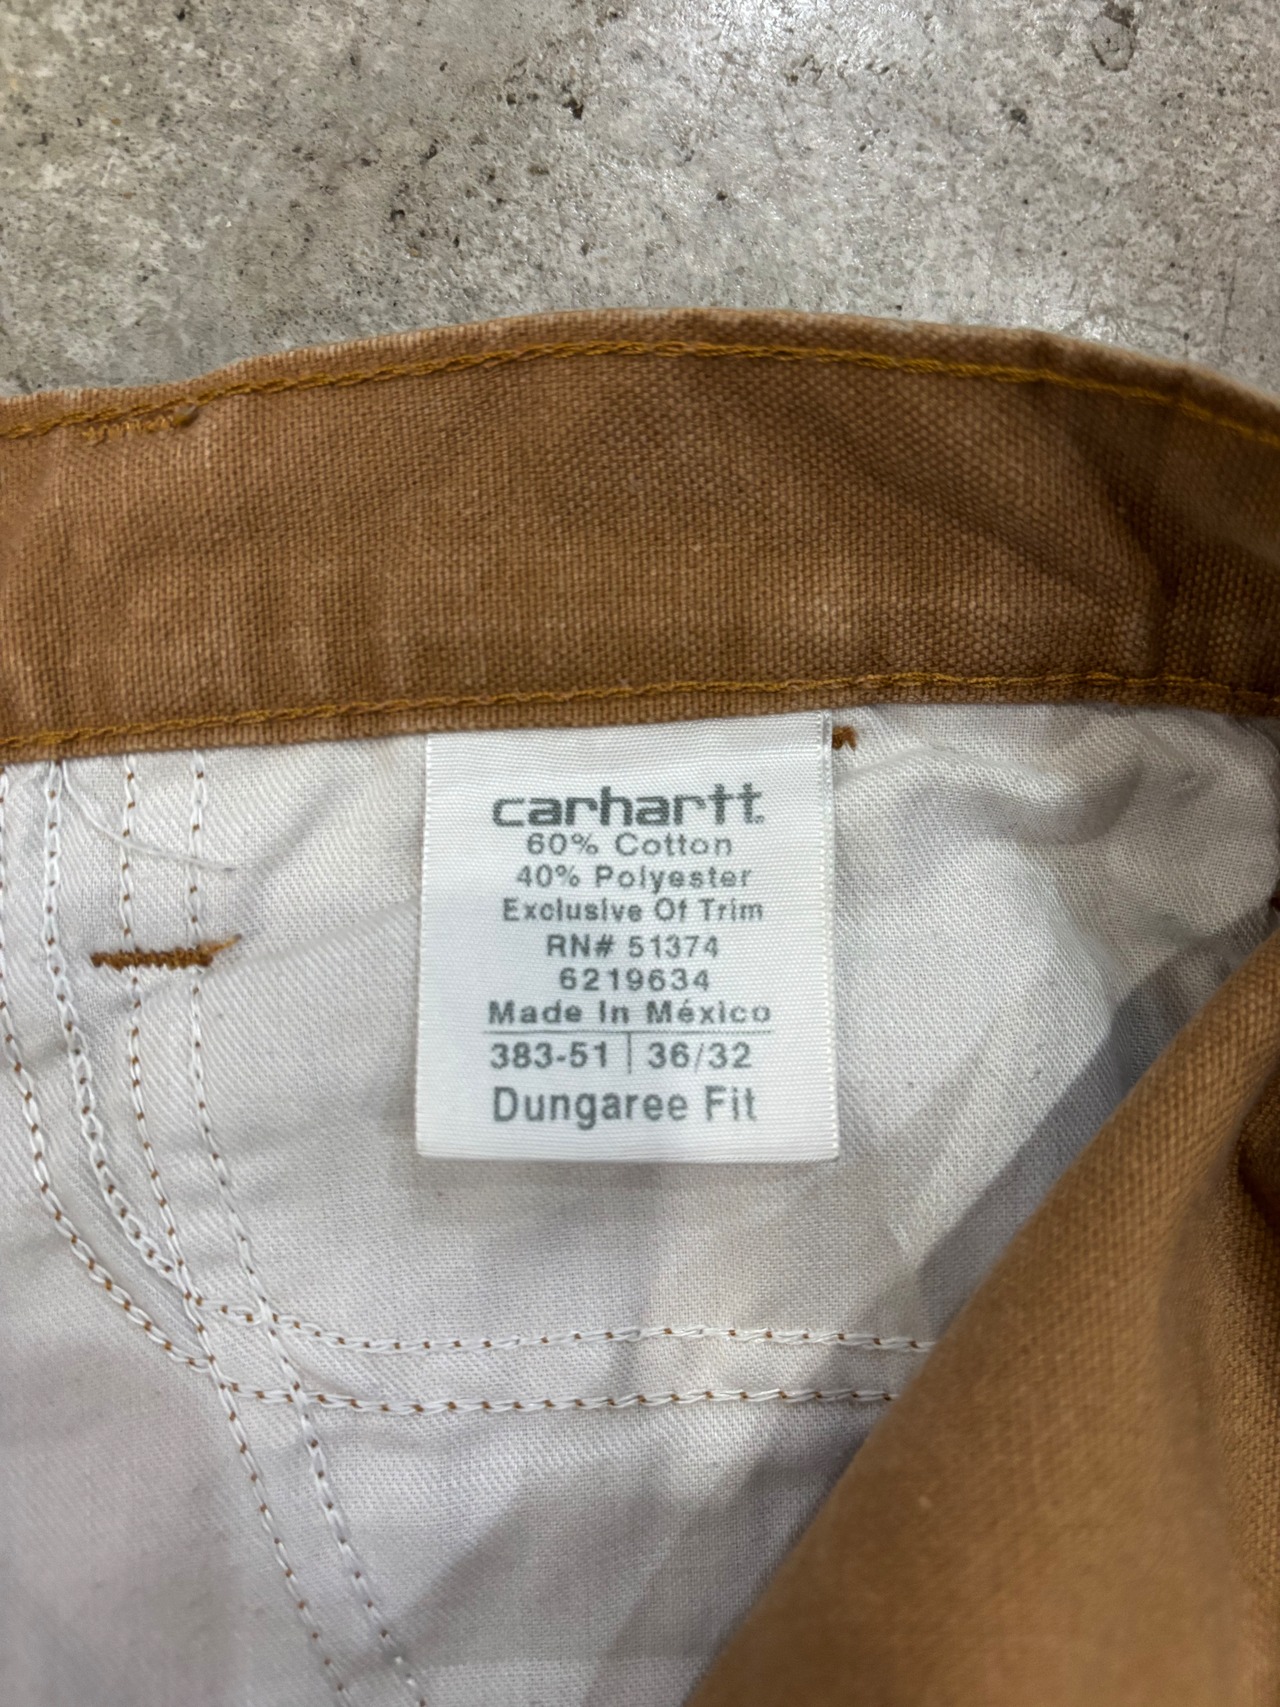 carhartt.
60% Cotton
40% Polyester
Exclusive Of Trim
RN# 51374
6219634
Made In México
383-51 | 36/32
Dungaree Fit